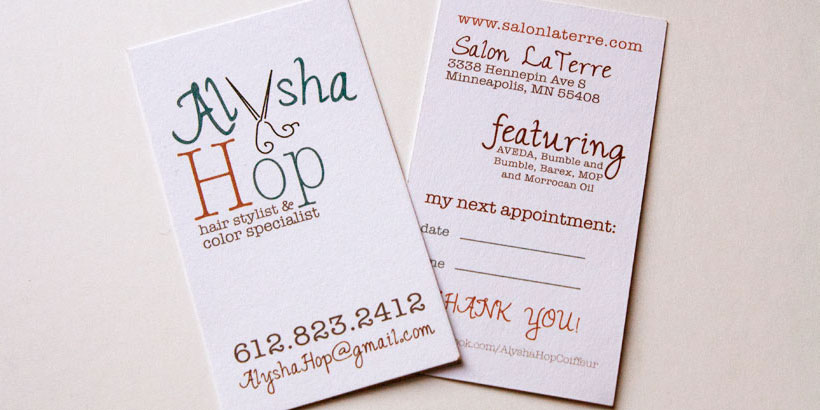 Alysha
Hop
hair stylist &
color specialist
612.823.2412
AlyshaHop@gmail.com
www.salonlaterre.com
Salon LaTerre
3338 Hennepin Ave S
Minneapolis, MN 55408
featuring
AVEDA, Bumble and
Bumble, Barex, MOP
and Morrocan Oil
my next appointment:
date
me
HANK YOU!
ook.com/AlyshaHopCoiffeur